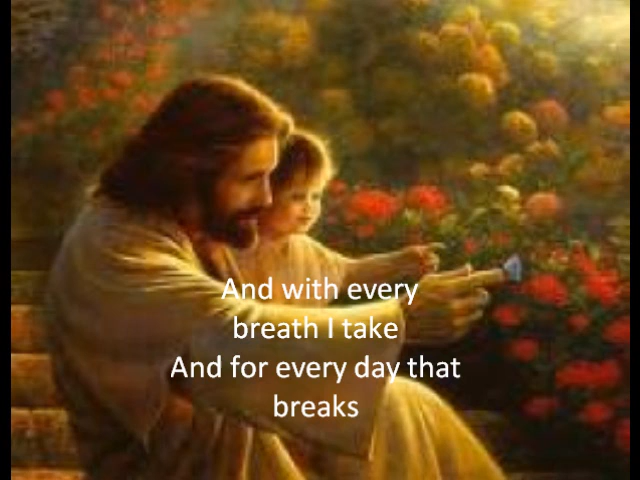 And with every
breath I take
And for every day that
breaks